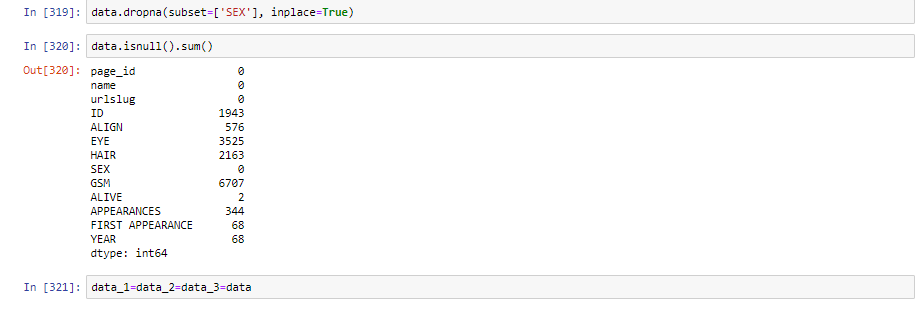 In [319]: data.dropna(subset=['SEX'], inplace=True)
In [320]: data.isnull().sum()
Out[320]: page_id 0
name 0
urlslug 0
ID 1943
ALIGN 576
EYE 3525
HAIR 2163
SEX 0
GSM 6707
ALIVE 2
APPEARANCES 344
FIRST APPEARANCE 68
YEAR 68
dtype: int64
In [321]: data_1=data_2=data_3=data